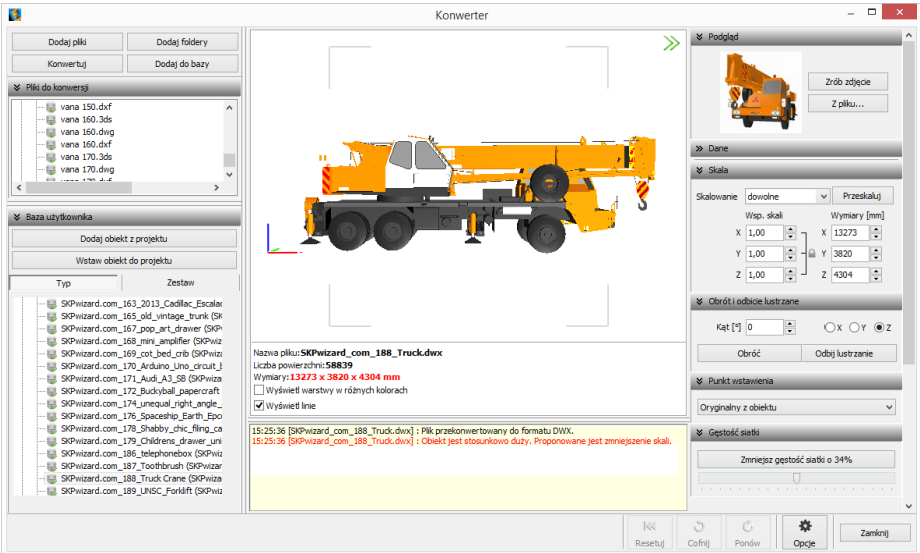 Konwerter
Dodaj pliki
Dodaj foldery
Konwertuj
Dodaj do bazy
Pliki do konwersji
vana 150.dxf
vana 160.3ds
vana 160.dwg
vana 160.dxf
vana 170.3ds
vana 170.dwg
Baza użytkownika
Dodaj obiekt z projektu
Wstaw obiekt do projektu
Typ
Zestaw
SKPwizard.com_163_2013_Cadillac_Escalac
SKPwizard.com_165_old_vintage_trunk (SK
SKPwizard.com_167_pop_art_drawer (SKP
SKPwizard.com_168_mini_amplifier (SKPwiz
SKPwizard.com_169_cot_bed_crib (SKPwiza
SKPwizard.com_170_Arduino_Uno_circuit_b
SKPwizard.com_171_Audi_A3_S8 (SKPwiza
SKPwizard.com_172_Buckyball_papercraft
SKPwizard.com_174_unequal_right_angle_
SKPwizard.com_176_Spaceship_Earth_Epc
SKPwizard.com_178_Shabby_chic_filing_ca
SKPwizard.com_179_Childrens_drawer_uni
SKPwizard.com_186_telephonebox (SKPwiz
SKPwizard.com_187_Toothbrush (SKPwizar
SKPwizard.com_188_Truck Crane (SKPwiza
SKPwizard.com_189_UNSC_Forklift (SKPwiz
Nazwa pliku:SKPwizard_com_188_Truck.dwx
Liczba powierzchni:58839
Wymiary:13273 x 3820 x 4304 mm
Wyświetl warstwy w różnych kolorach
Wyświetl linie
15:25:36 [SKPwizard_com_188_Truck.dwx] : Plik przekonwertowany do formatu DWX.
15:25:36 [SKPwizard_com_188_Truck.dwx] : Obiekt jest stosunkowo duży. Proponowane jest zmniejszenie skali.
Podgląd
Zrób zdjęcie
Z pliku...
Dane
Skala
Skalowanie dowolne Przeskaluj
Wsp. skali Wymiary [mm]
X 1,00 X 13273
Y 1,00 Y 3820
Z 1,00 Z 4304
Obrót i odbicie lustrzane
Kąt [°] 0 X Y Z
Obróć
Odbij lustrzanie
Punkt wstawienia
Oryginalny z obiektu
Gęstość siatki
Zmniejsz gęstość siatki o 34%
Resetuj
Cofnij
Ponów
Opcje
Zamknij